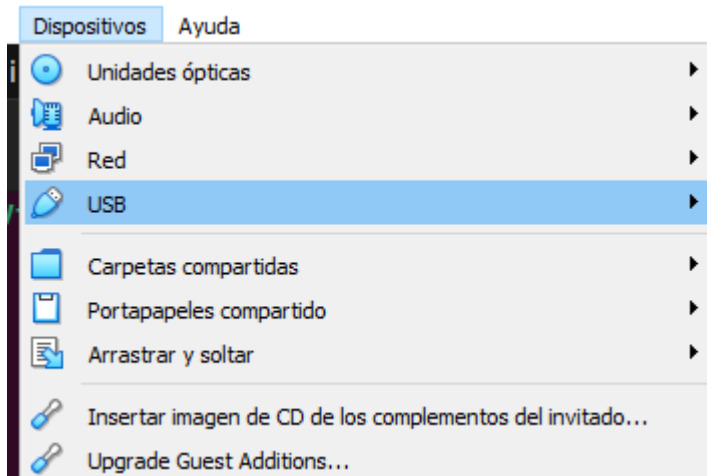 Dispositivos Ayuda
Unidades ópticas
Audio
Red
USB
Carpetas compartidas
Portapapeles compartido
Arrastrar y soltar
Insertar imagen de CD de los complementos del invitado...
Upgrade Guest Additions...